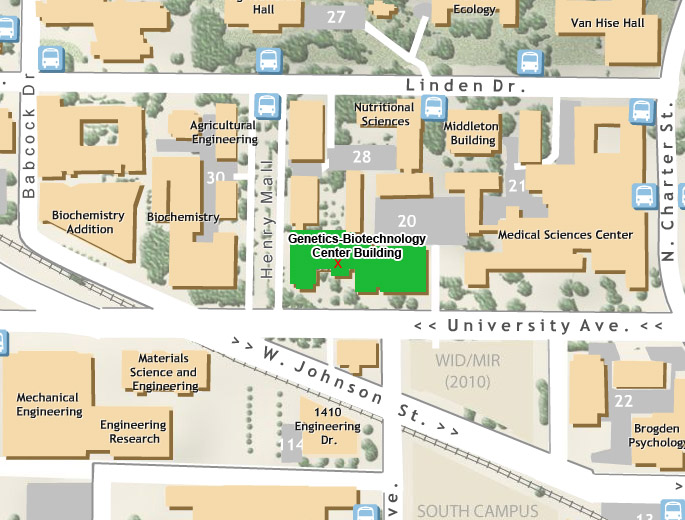 Hall
27
Ecology
Van Hise Hall
Linden Dr.
Babcock Dr
Nutritional
Sciences
Agricultural
Engineering
Middleton
Building
N. Charter St.
28
30
21
Henry Mall
Biochemistry
Addition
Biochemistry
20
Medical Sciences Center
Genetics-Biotechnology
Center Building
X
<< University Ave. <<
>> W. Johnson St. >>
WID/MIR
(2010)
Materials
Science and
Engineering
Mechanical
Engineering
Engineering
Research
1410
Engineering
Dr.
114
22
Brogden
Psychology
ve.
SOUTH CAMPUS
13
>